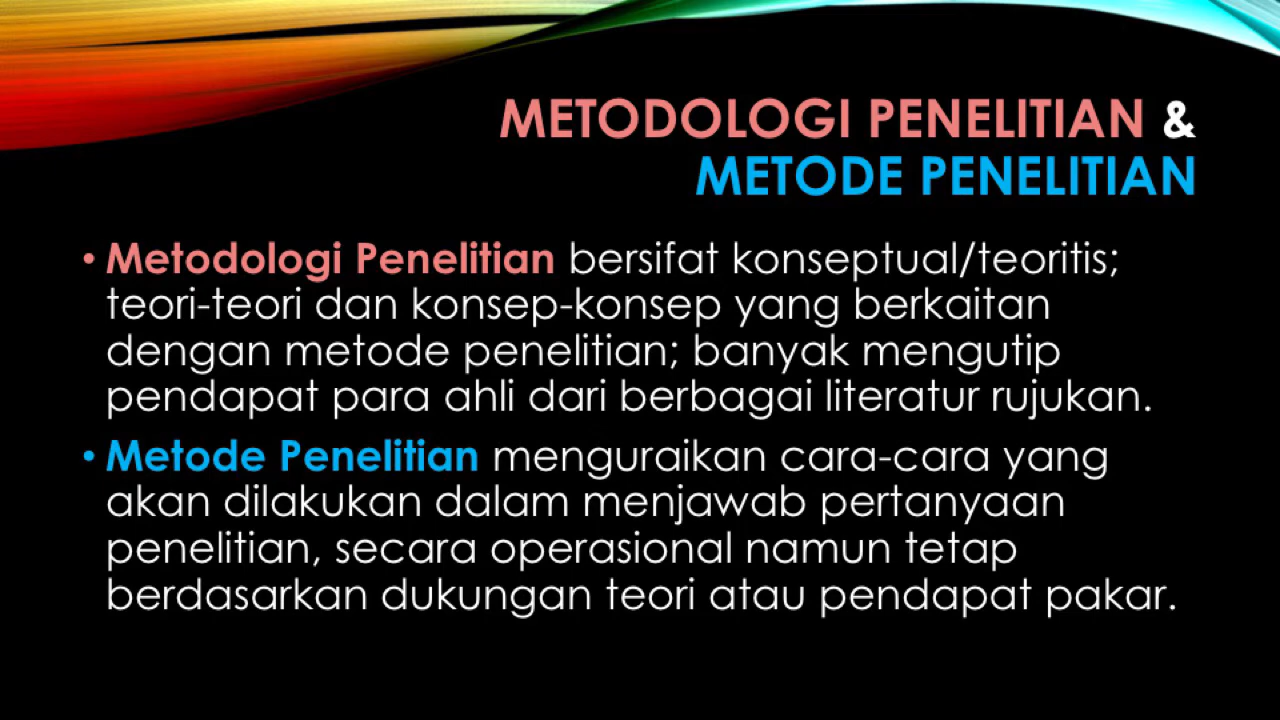 METODOLOGI PENELITIAN &
METODE PENELITIAN
• Metodologi Penelitian bersifat konseptual/teoritis;
teori-teori dan konsep-konsep yang berkaitan
dengan metode penelitian; banyak mengutip
pendapat para ahli dari berbagai literatur rujukan.
• Metode Penelitian menguraikan cara-cara yang
akan dilakukan dalam menjawab pertanyaan
penelitian, secara operasional namun tetap
berdasarkan dukungan teori atau pendapat pakar.